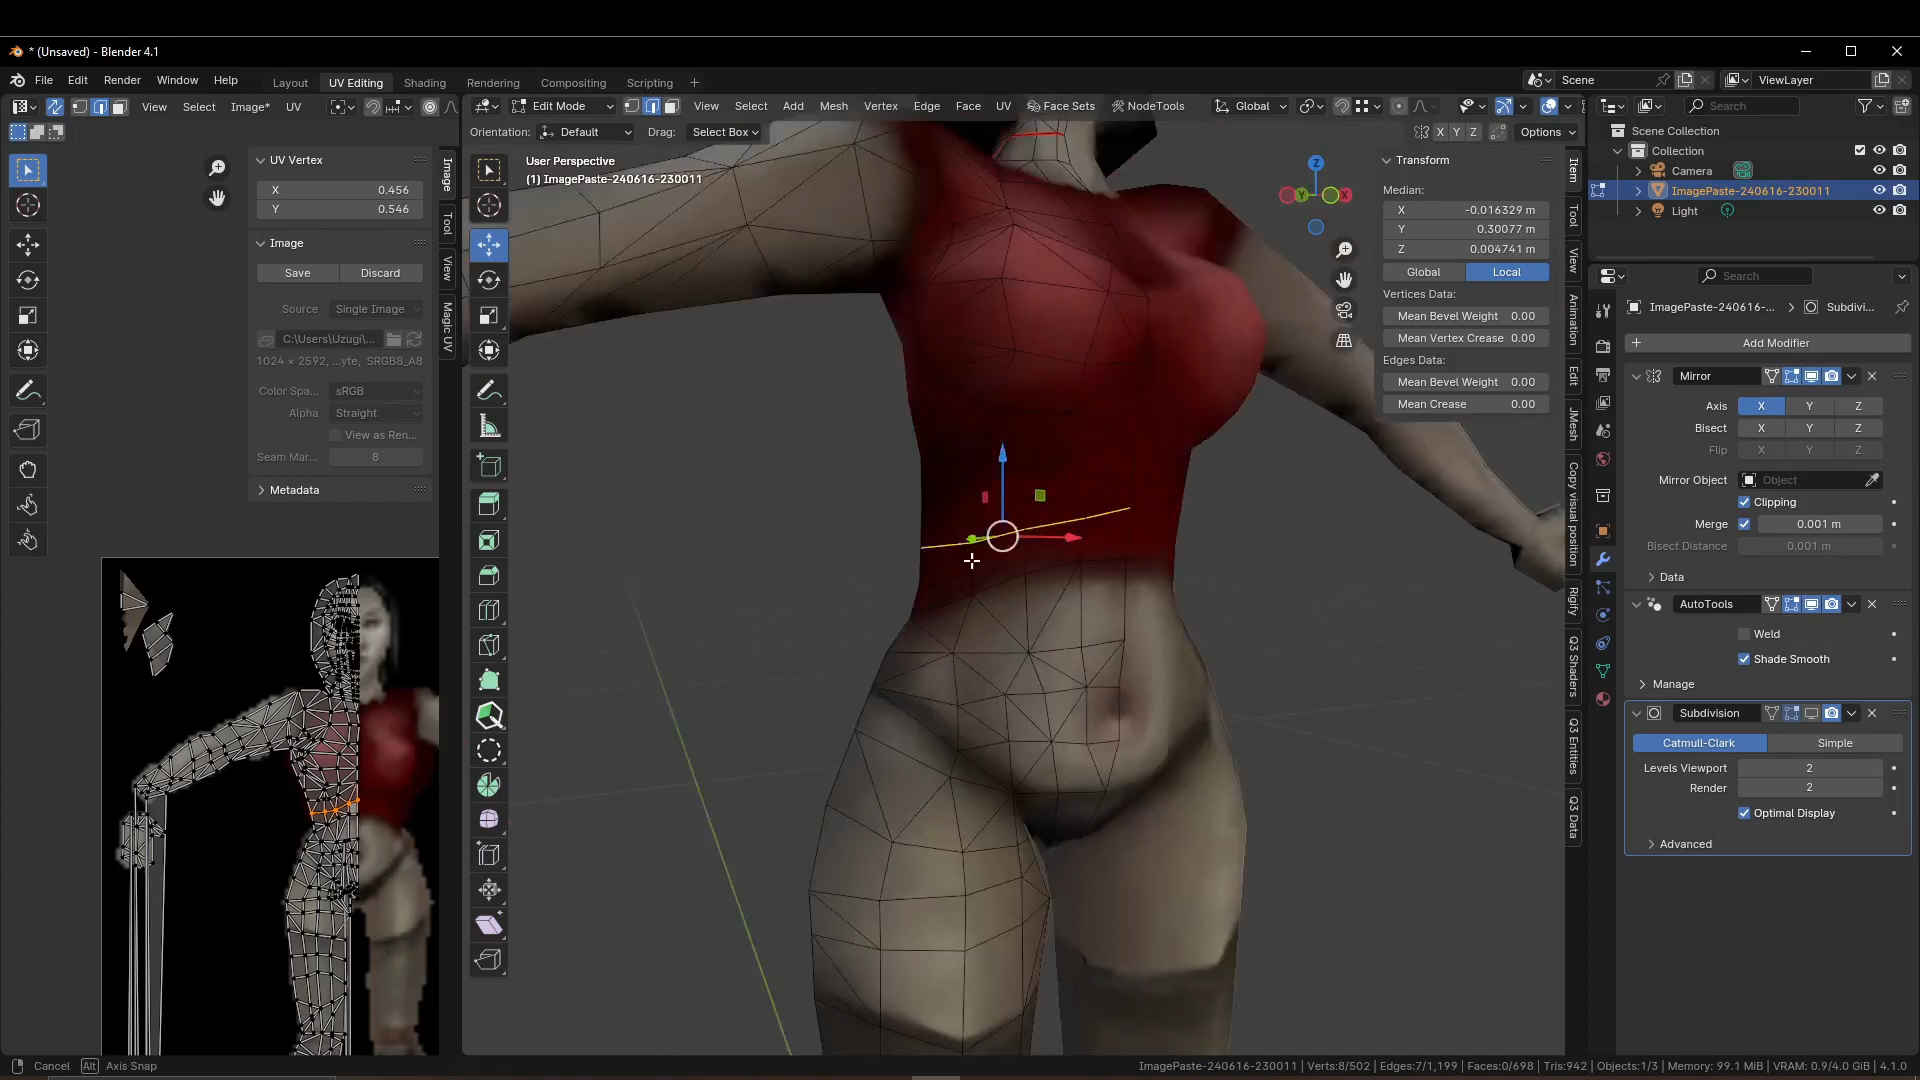 * (Unsaved) - Blender 4.1
File Edit Render Window Help
Layout UV Editing Shading Rendering Compositing Animation Scripting +
Scene
ViewLayer
View Select Image* UV
Edit Mode
View Select Add Mesh Vertex Edge Face UV Face Sets NodeTools
Global
Search
Orientation: Default Drag: Select Box
X Y Z Options
Scene Collection
Collection
Camera
ImagePaste-240616-230011
Light
UV Vertex
X 0.456
Y 0.546
Image
Save Discard
Source Single Image
C:\Users\Uzugi\...
1024 × 2592, ...yte, SRGB8_A8
Color Spa... sRGB
Alpha Straight
View as Ren...
Seam Mar... 8
Metadata
Image
Tool
View
Magic UV
User Perspective
(1) ImagePaste-240616-230011
Z
Y
X
Transform
Median:
X -0.016329 m
Y 0.30077 m
Z 0.004741 m
Global Local
Vertices Data:
Mean Bevel Weight 0.00
Mean Vertex Crease 0.00
Edges Data:
Mean Bevel Weight 0.00
Mean Crease 0.00
Item
Tool
View
Animation
Edit
JMesh
Copy visual position
Rigify
Q3 Shaders
Q3 Entities
Q3 Data
Search
ImagePaste-240616-... Subdivi...
+ Add Modifier
Mirror
Axis X Y Z
Bisect X Y Z
Flip X Y Z
Mirror Object Object
Clipping
Merge 0.001 m
Bisect Distance 0.001 m
Data
AutoTools
Weld
Shade Smooth
Manage
Subdivision
Catmull-Clark Simple
Levels Viewport 2
Render 2
Optimal Display
Advanced
Cancel Alt Axis Snap
ImagePaste-240616-230011 | Verts:8/502 | Edges:7/1,199 | Faces:0/698 | Tris:942 | Objects:1/3 | Memory: 99.1 MiB | VRAM: 0.9/4.0 GiB | 4.1.0